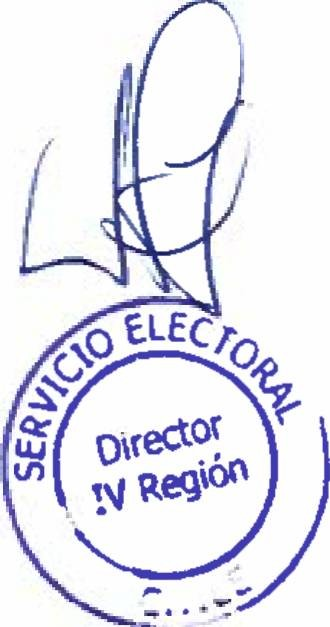 SERVICIO ELECTORAL
Director
IV Región